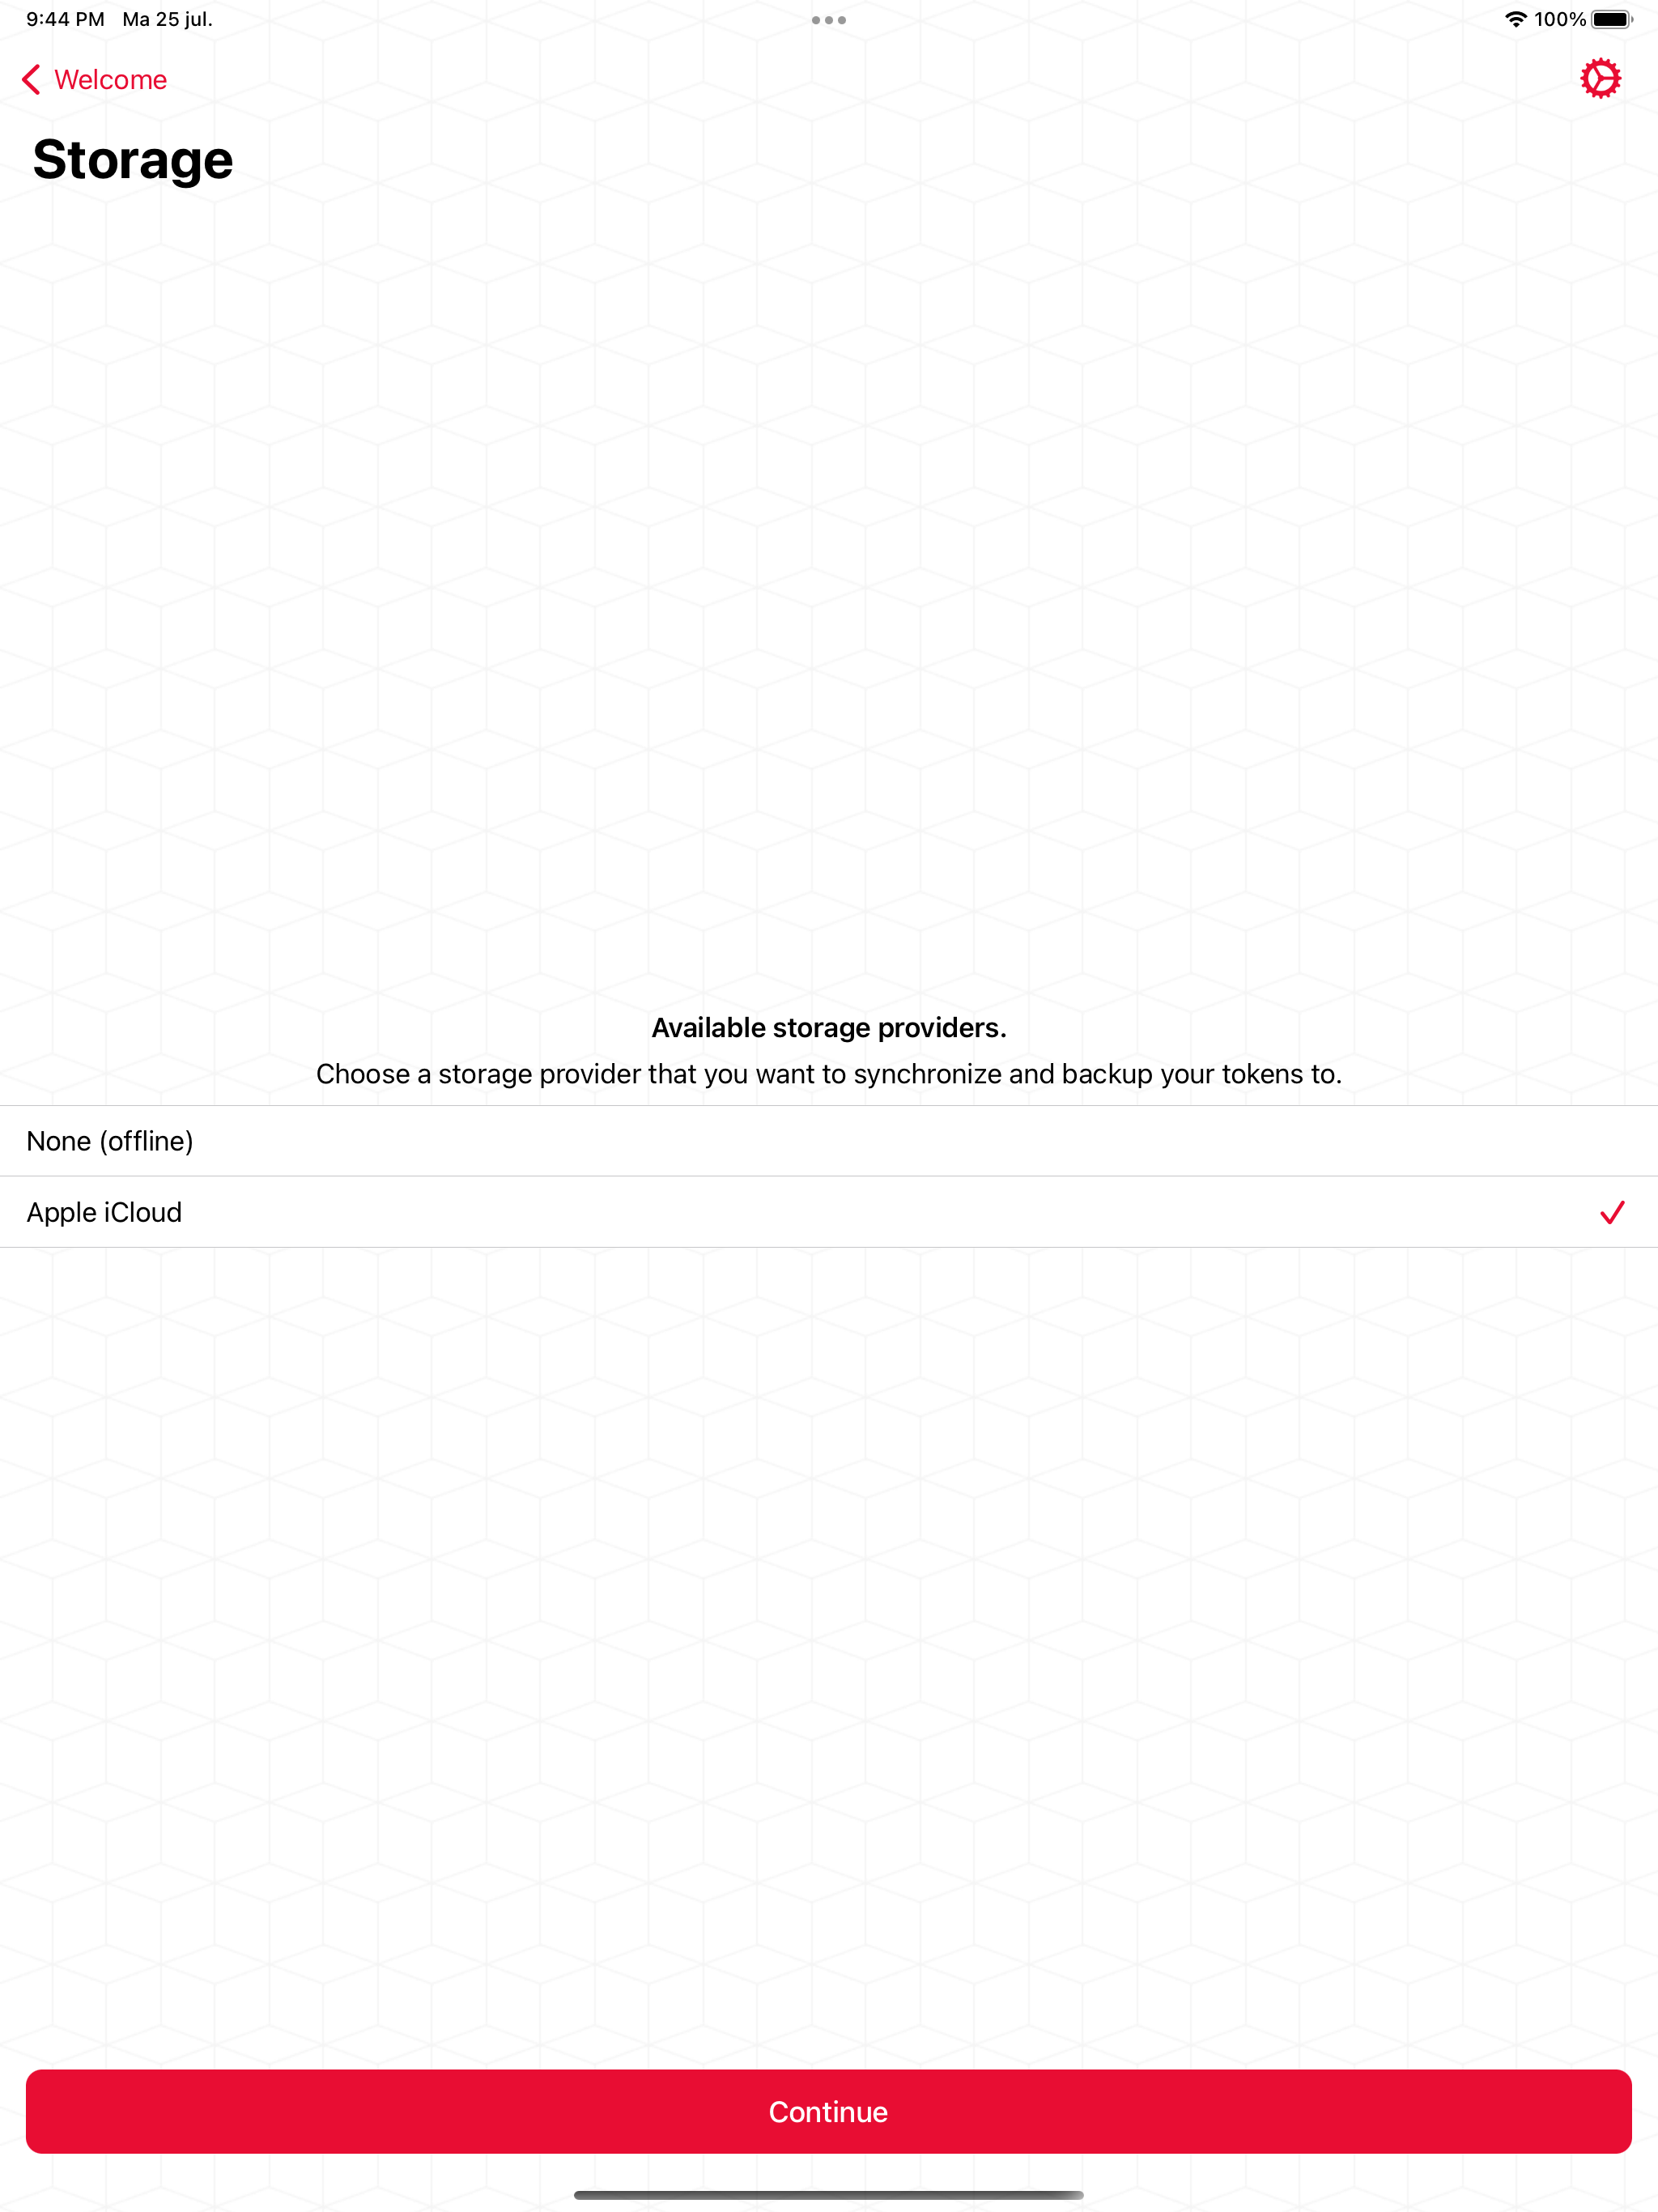 9:44 PM Ma 25 jul.
100%
Welcome
Storage
Available storage providers.
Choose a storage provider that you want to synchronize and backup your tokens to.
None (offline)
Apple iCloud
Continue